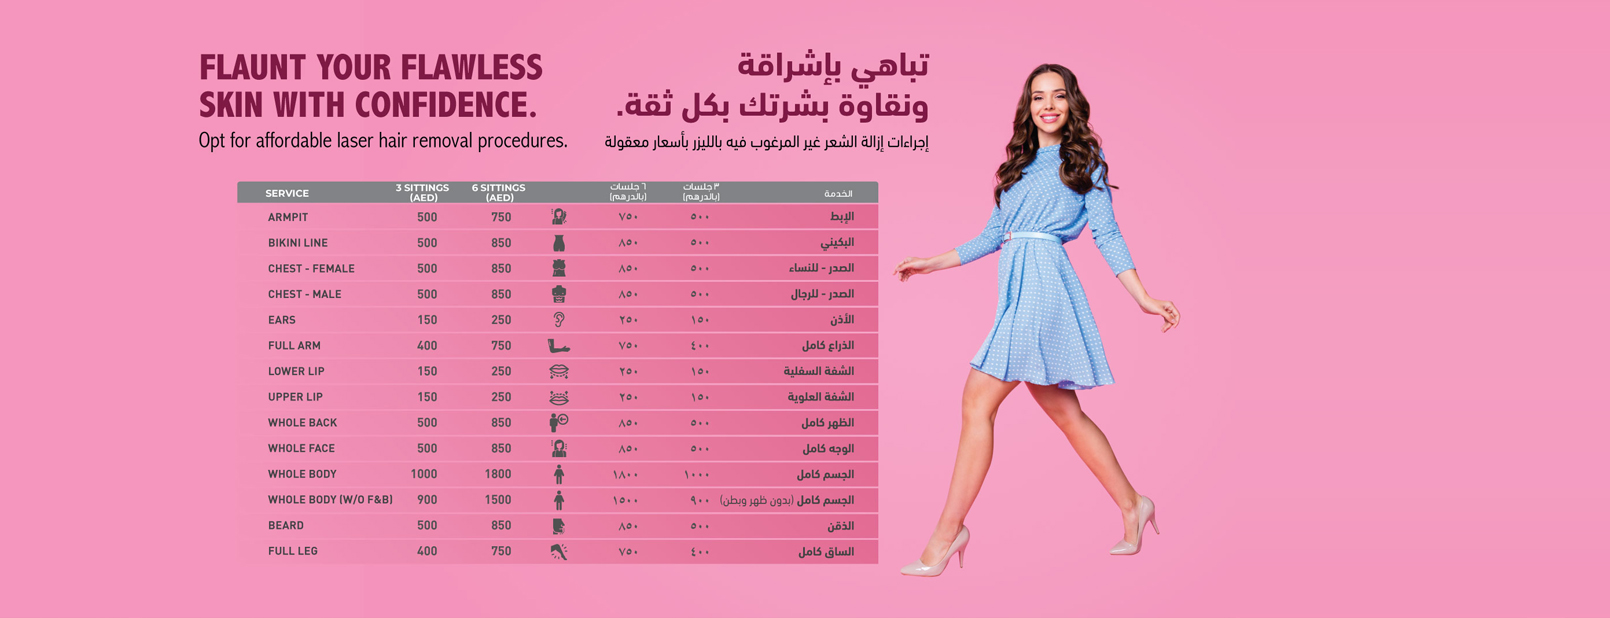 FLAUNT YOUR FLAWLESS
SKIN WITH CONFIDENCE.
Opt for affordable laser hair removal procedures.
تباهي بإشراقة
ونقاوة بشرتك بكل ثقة.
إجراءات إزالة الشعر غير المرغوب فيه بالليزر بأسعار معقولة
SERVICE 3 SITTINGS (AED) 6 SITTINGS (AED) ٦ جلسات (بالدرهم) ٣ جلسات (بالدرهم) الخدمة
ARMPIT 500 750 ٧٥٠ ٥٠٠ الإبط
BIKINI LINE 500 850 ٨٥٠ ٥٠٠ البكيني
CHEST - FEMALE 500 850 ٨٥٠ ٥٠٠ الصدر - للنساء
CHEST - MALE 500 850 ٨٥٠ ٥٠٠ الصدر - للرجال
EARS 150 250 ٢٥٠ ١٥٠ الأذن
FULL ARM 400 750 ٧٥٠ ٤٠٠ الذراع كامل
LOWER LIP 150 250 ٢٥٠ ١٥٠ الشفة السفلية
UPPER LIP 150 250 ٢٥٠ ١٥٠ الشفة العلوية
WHOLE BACK 500 850 ٨٥٠ ٥٠٠ الظهر كامل
WHOLE FACE 500 850 ٨٥٠ ٥٠٠ الوجه كامل
WHOLE BODY 1000 1800 ١٨٠٠ ١٠٠٠ الجسم كامل
WHOLE BODY (W/O F&B) 900 1500 ١٥٠٠ ٩٠٠ الجسم كامل (بدون ظهر وبطن)
BEARD 500 850 ٨٥٠ ٥٠٠ الذقن
FULL LEG 400 750 ٧٥٠ ٤٠٠ الساق كامل